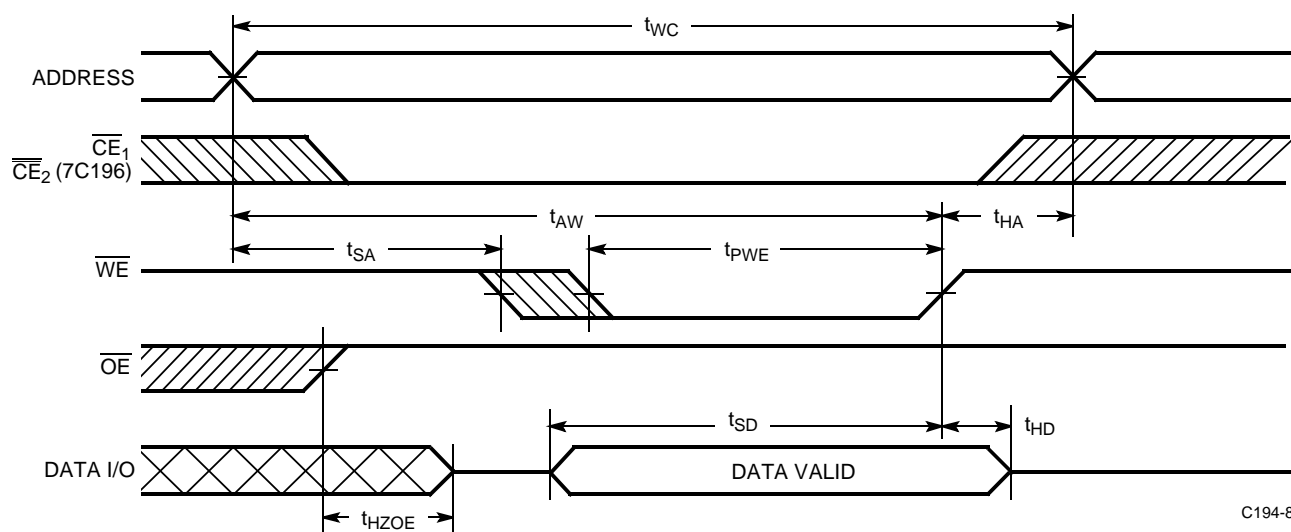 tWC
ADDRESS
CE1
CE2 (7C196)
tAW
tHA
tSA
tPWE
WE
OE
tSD
tHD
DATA I/O
DATA VALID
tHZOE
C194-8